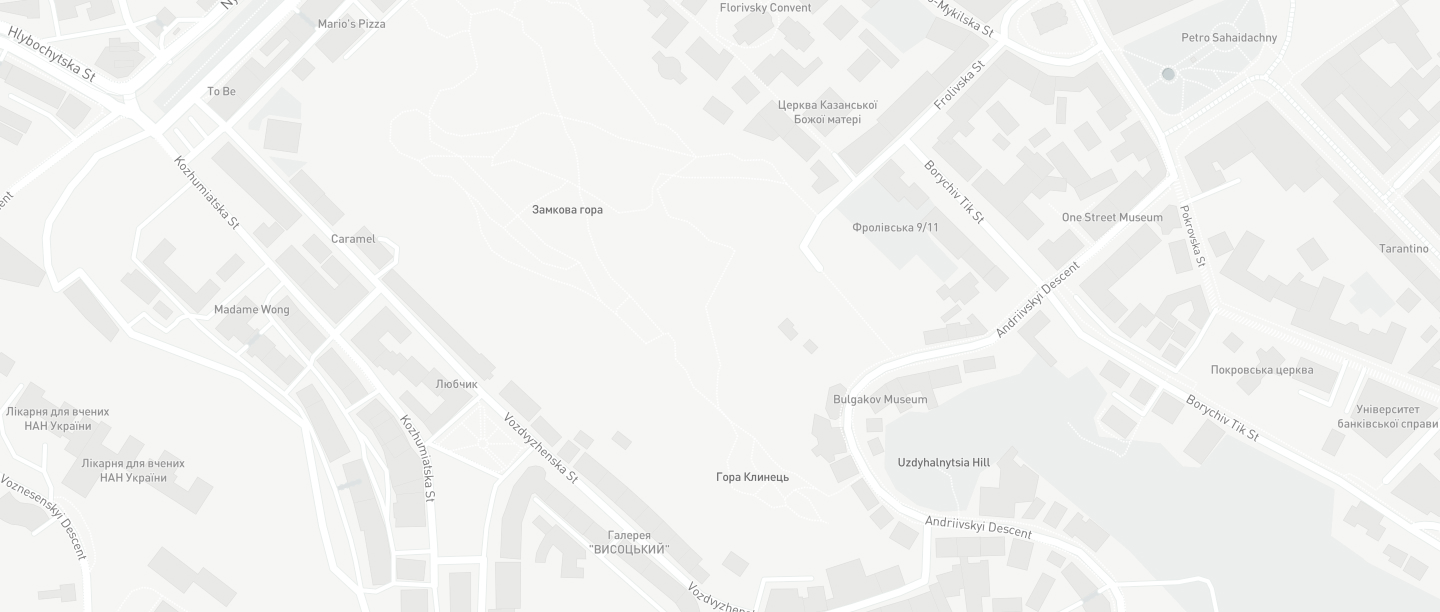 Florivsky Convent
Mario's Pizza
Petro Sahaidachny
Hlybochytska St
To Be
Frolivska St
Церква Казанської
Божої матері
Kozhumiatska St
Borychiv Tik St
Замкова гора
One Street Museum
Фролівська 9/11
Pokrovska St
Caramel
Tarantino
Madame Wong
Andriivskyi Descent
Покровська церква
Любчик
Bulgakov Museum
Лікарня для вчених
НАН України
Borychiv Tik St
Університет
банківської справи
Kozhumiatska St
Vozdvyzhenska St
Лікарня для вчених
НАН України
Uzdyhalnytsia Hill
Гора Клинець
Voznesenskyi Descent
Andriivskyi Descent
Галерея
"ВИСОЦЬКИЙ"